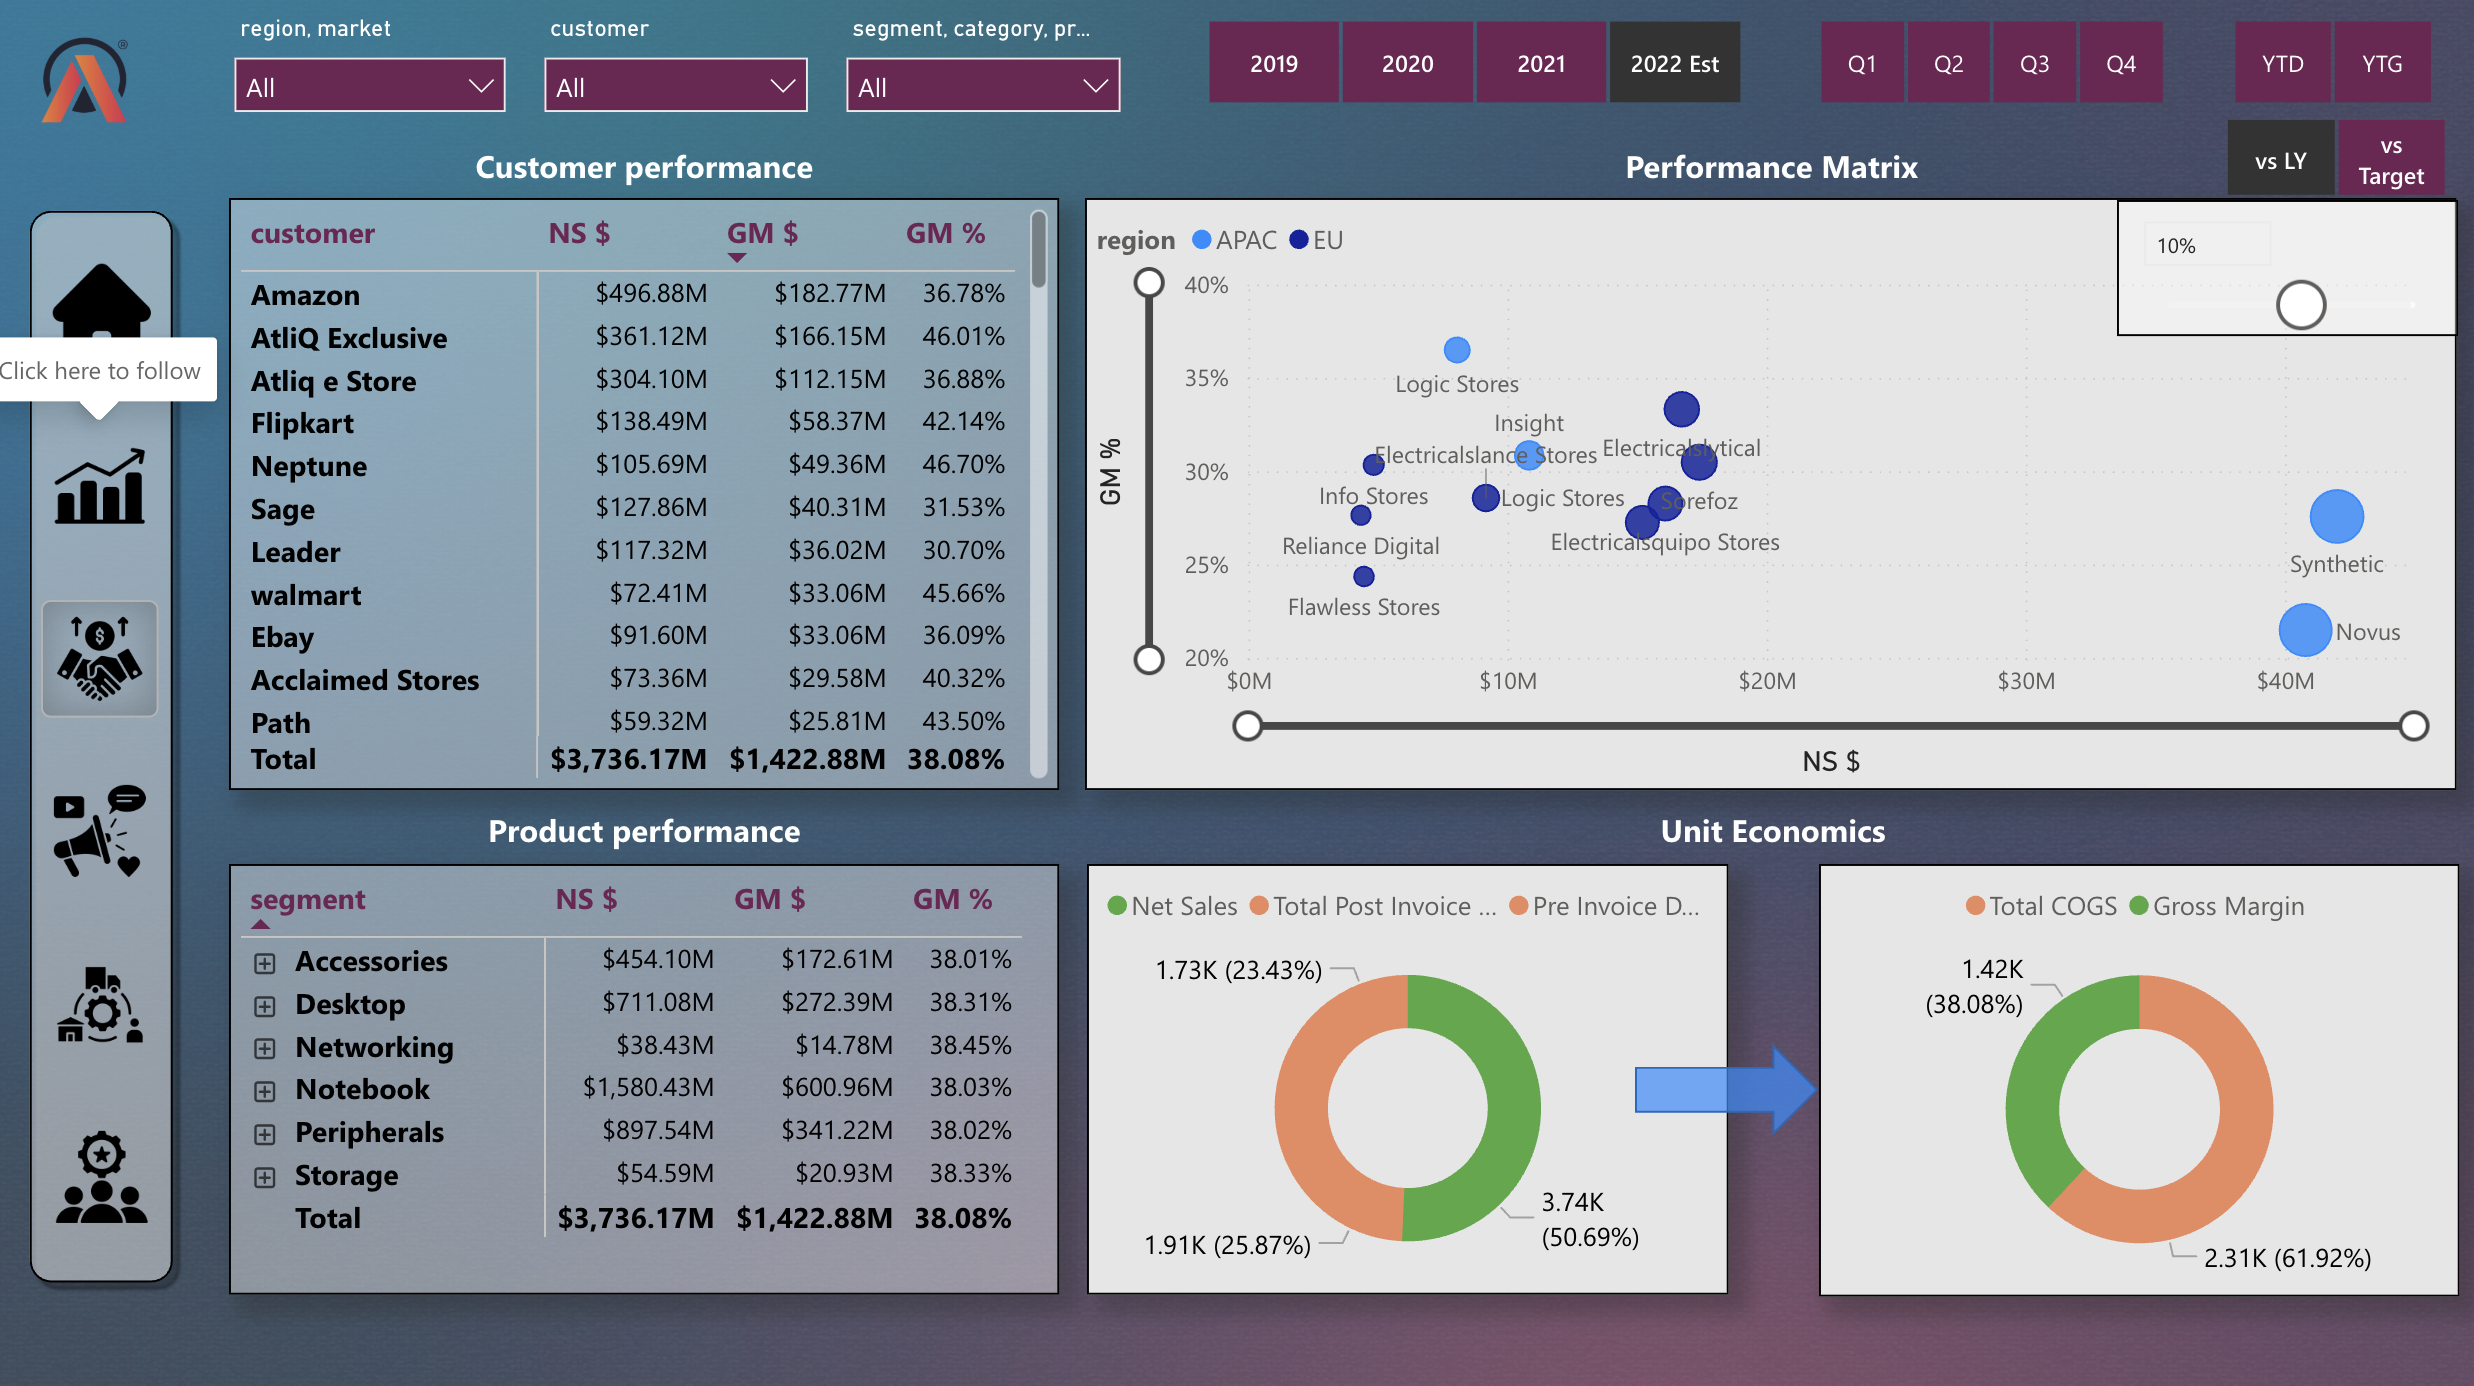 ®
region, market
customer
segment, category, pr...
All
All
All
2019
2020
2021
2022 Est
Q1
Q2
Q3
Q4
YTD
YTG
vs LY
vs
Target
Click here to follow
Customer performance
customer NS $ GM $ GM %
Amazon $496.88M $182.77M 36.78%
AtliQ Exclusive $361.12M $166.15M 46.01%
Atliq e Store $304.10M $112.15M 36.88%
Flipkart $138.49M $58.37M 42.14%
Neptune $105.69M $49.36M 46.70%
Sage $127.86M $40.31M 31.53%
Leader $117.32M $36.02M 30.70%
walmart $72.41M $33.06M 45.66%
Ebay $91.60M $33.06M 36.09%
Acclaimed Stores $73.36M $29.58M 40.32%
Path $59.32M $25.81M 43.50%
Total $3,736.17M $1,422.88M 38.08%
Performance Matrix
region APAC EU
10%
GM %
40%
35%
30%
25%
20%
Logic Stores
Insight
Electricalslance Stores
Electricalslytical
Info Stores
Logic Stores
Sorefoz
Reliance Digital
Electricalsquipo Stores
Synthetic
Flawless Stores
Novus
$0M
$10M
$20M
$30M
$40M
NS $
Product performance
segment NS $ GM $ GM %
Accessories $454.10M $172.61M 38.01%
Desktop $711.08M $272.39M 38.31%
Networking $38.43M $14.78M 38.45%
Notebook $1,580.43M $600.96M 38.03%
Peripherals $897.54M $341.22M 38.02%
Storage $54.59M $20.93M 38.33%
Total $3,736.17M $1,422.88M 38.08%
Unit Economics
Net Sales Total Post Invoice ... Pre Invoice D...
1.73K (23.43%)
3.74K
(50.69%)
1.91K (25.87%)
Total COGS Gross Margin
1.42K
(38.08%)
2.31K (61.92%)
$